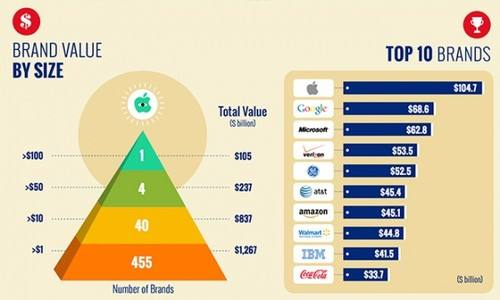 BRAND VALUE
BY SIZE
Total Value
($ billion)
>$100 1 $105
>$50 4 $237
>$10 40 $837
>$1 455 $1,267
Number of Brands
TOP 10 BRANDS
$104.7
Google $68.6
Microsoft $62.8
verizon $53.5
GE $52.5
at&t $45.4
amazon $45.1
Walmart $44.8
IBM $41.5
Coca-Cola $33.7
($ billion)